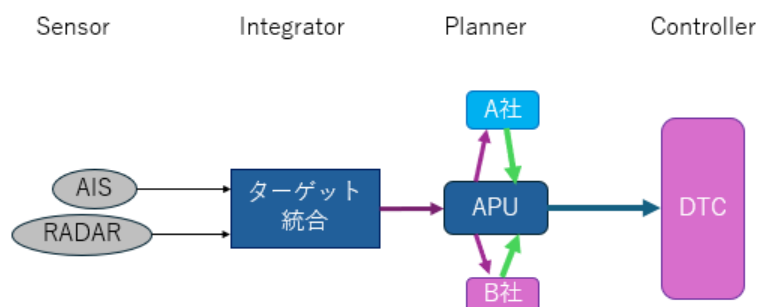 Sensor
Integrator
Planner
Controller
A社
AIS
RADAR
ターゲット
統合
APU
DTC
B社